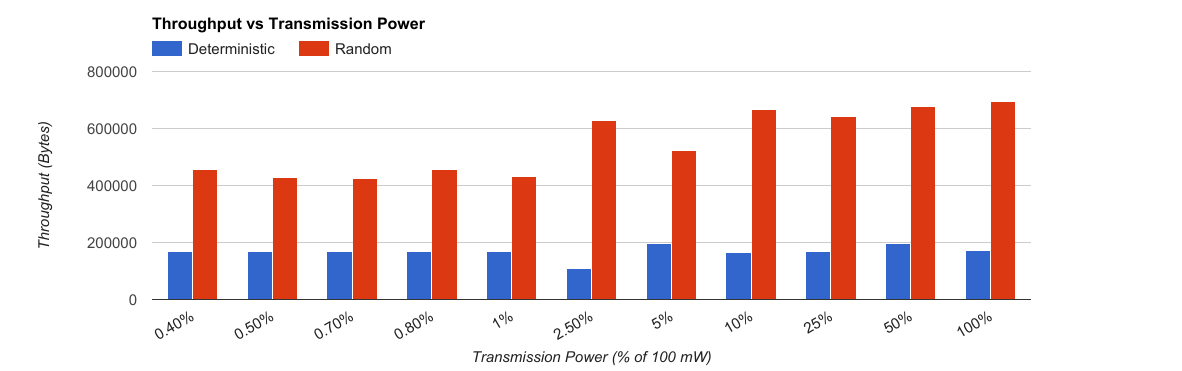 Throughput vs Transmission Power
Deterministic Random
800000
600000
400000
200000
0
Throughput (Bytes)
0.40% 0.50% 0.70% 0.80% 1% 2.50% 5% 10% 25% 50% 100%
Transmission Power (% of 100 mW)